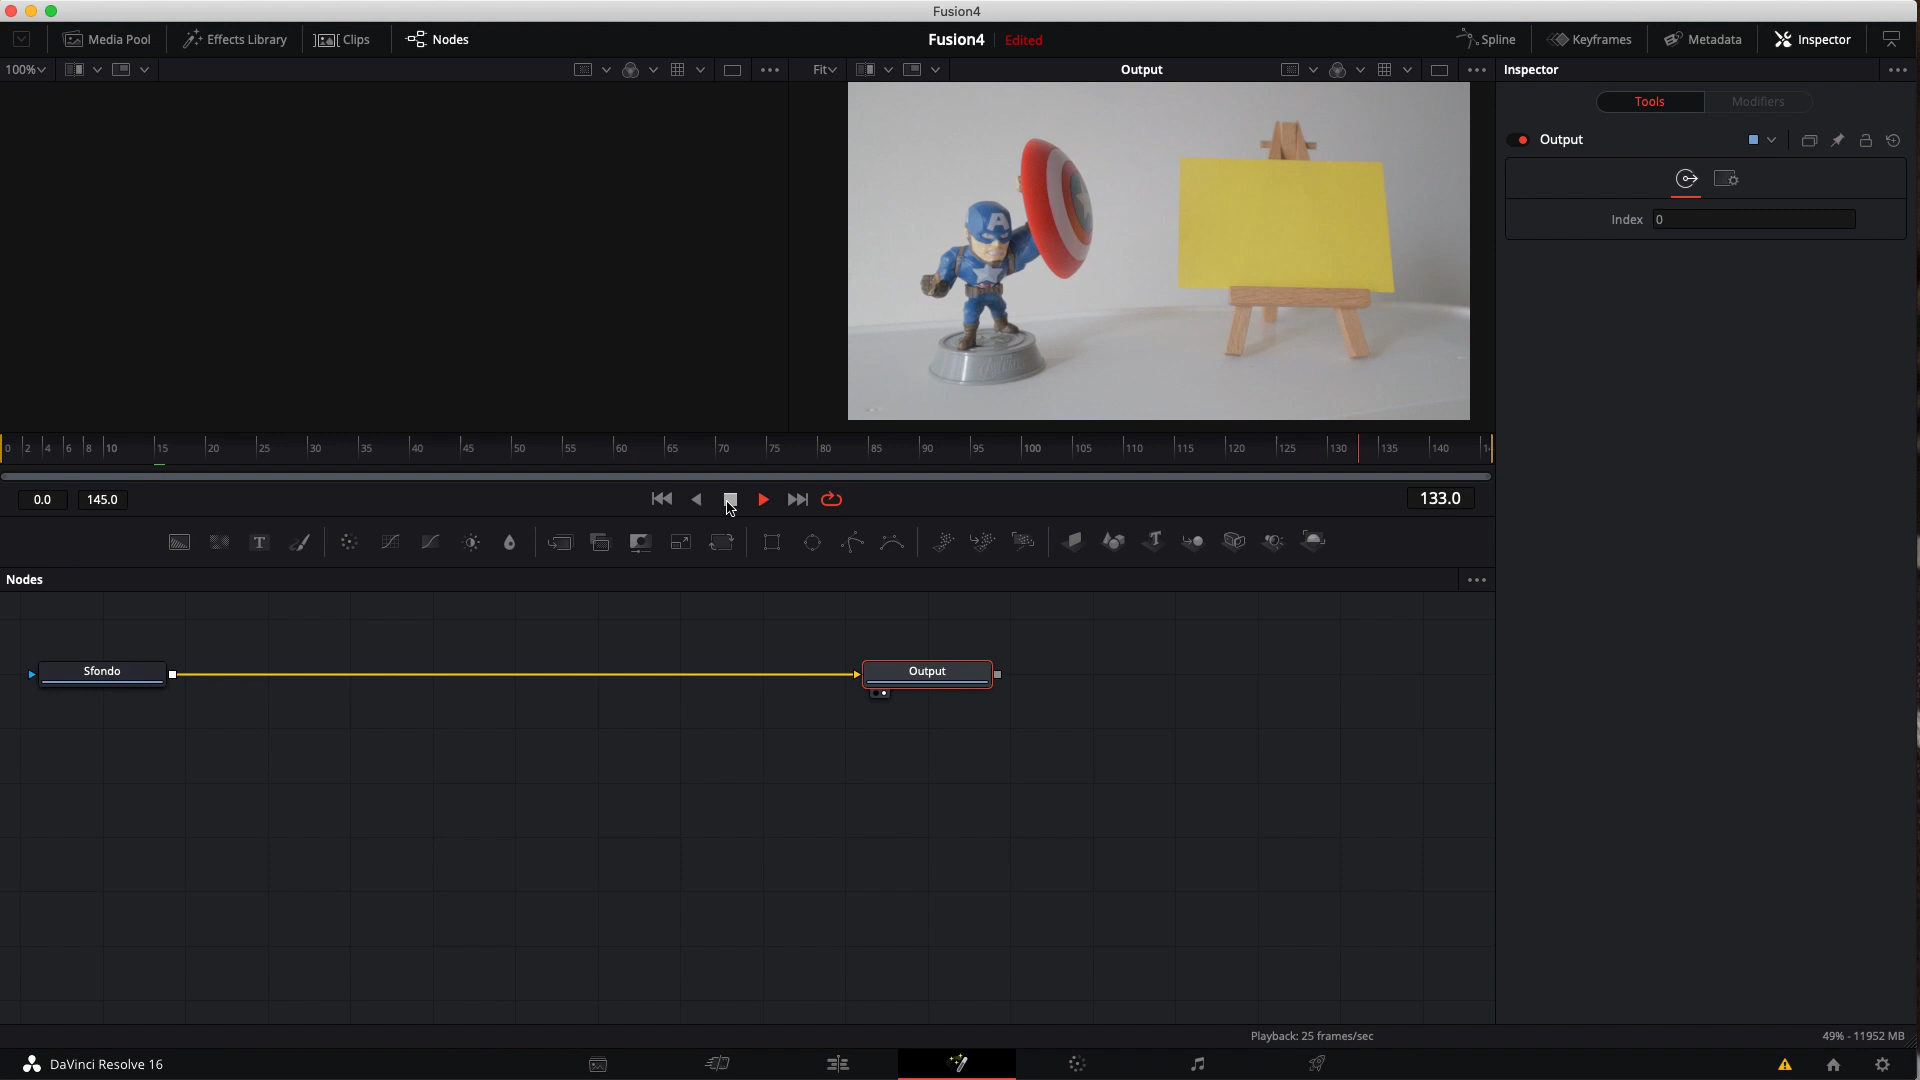 Fusion4
Media Pool Effects Library Clips Nodes Fusion4 Edited Spline Keyframes Metadata Inspector
100% Fit Output Inspector
Tools Modifiers
Output
Index 0
A
0 2 4 6 8 10 15 20 25 30 35 40 45 50 55 60 65 70 75 80 85 90 95 100 105 110 115 120 125 130 135 140
0.0 145.0 133.0
T T
Nodes
Sfondo Output
Playback: 25 frames/sec 49% - 11952 MB
DaVinci Resolve 16